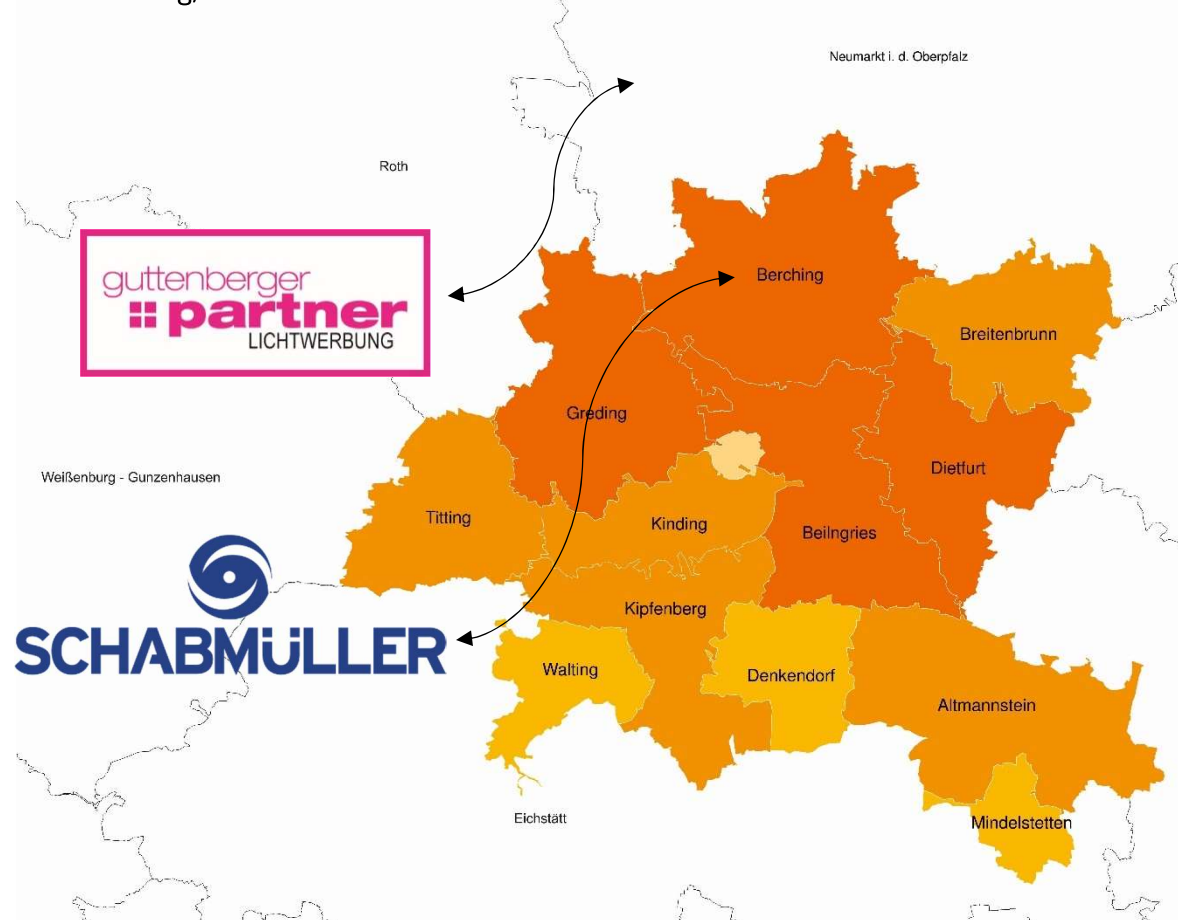 Neumarkt i. d. Oberpfalz
Roth
guttenberger
partner
LICHTWERBUNG
Berching
Breitenbrunn
Greding
Dietfurt
Weißenburg - Gunzenhausen
Titting
Kinding
Beilngries
Kipfenberg
SCHABMÜLLER
Walting
Denkendorf
Altmannstein
Eichstätt
Mindelstetten